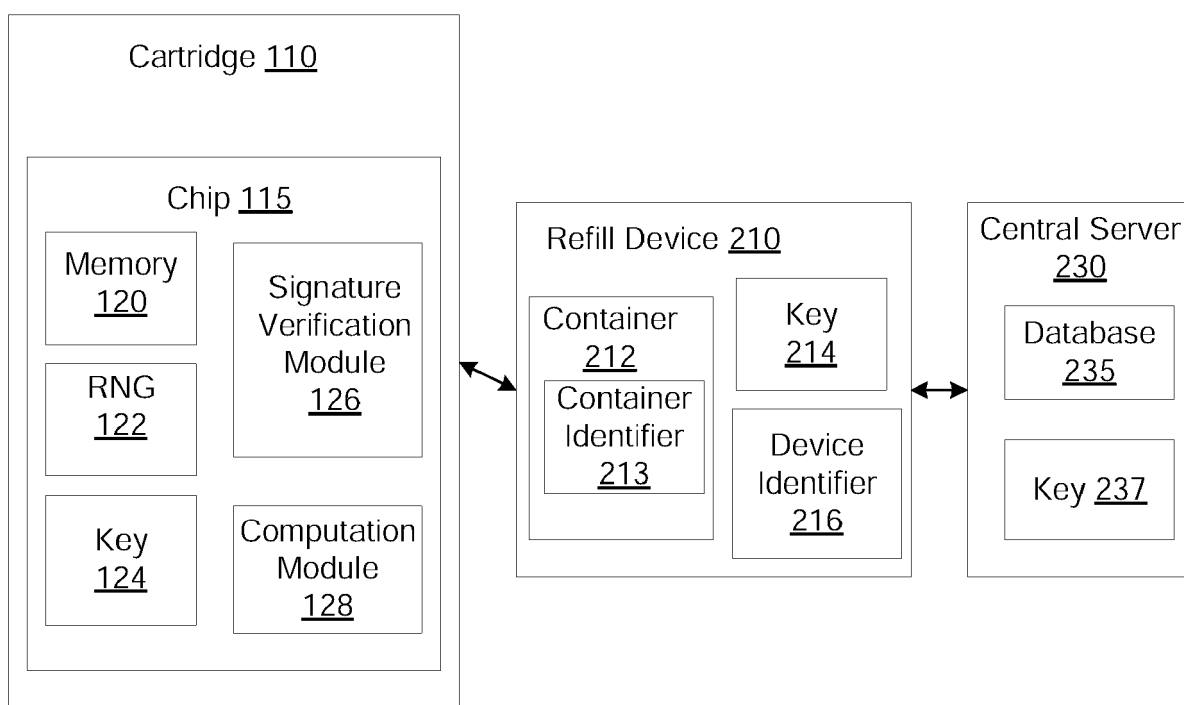 Cartridge 110
Chip 115
Memory
120
RNG
122
Key
124
Signature
Verification
Module
126
Computation
Module
128
Refill Device 210
Container
212
Container
Identifier
213
Key
214
Device
Identifier
216
Central Server
230
Database
235
Key 237